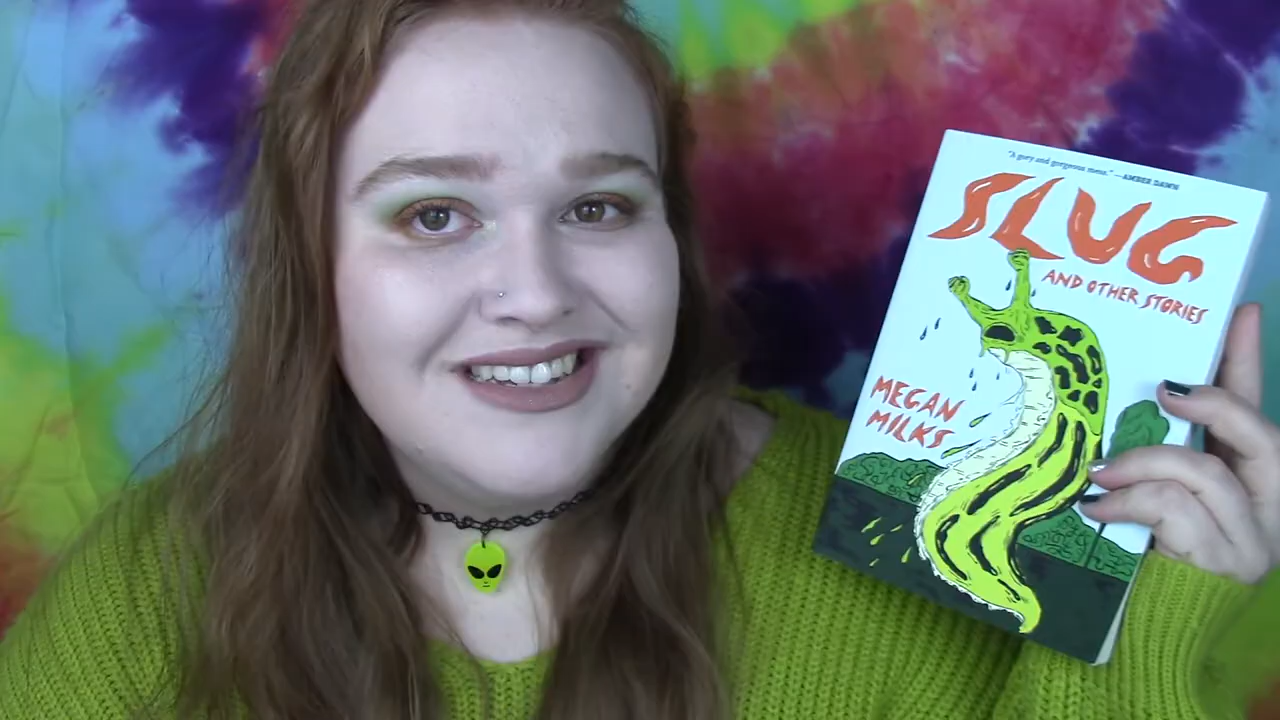 "A gory and gorgeous mess." —AMBER DAWN
SLUG
AND OTHER STORIES
MEGAN
MILKS